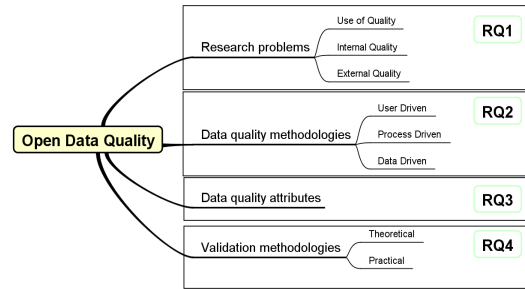 Open Data Quality
Research problems
Use of Quality
Internal Quality
External Quality
RQ1
Data quality methodologies
User Driven
Process Driven
Data Driven
RQ2
Data quality attributes
RQ3
Validation methodologies
Theoretical
Practical
RQ4